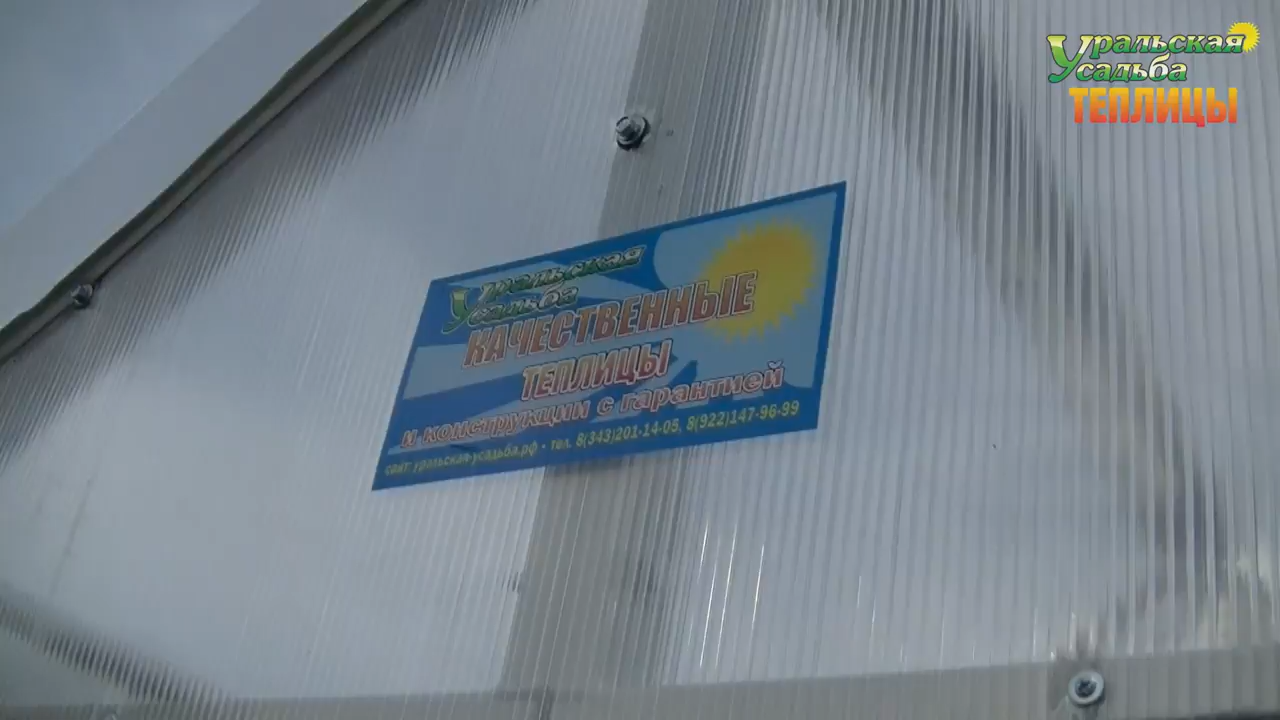 Уральская
Усадьба
ТЕПЛИЦЫ
Уральская
Усадьба
КАЧЕСТВЕННЫЕ
ТЕПЛИЦЫ
и конструкции с гарантией
сайт: уральская-усадьба.рф • тел. 8(343)201-14-05, 8(922)147-96-99